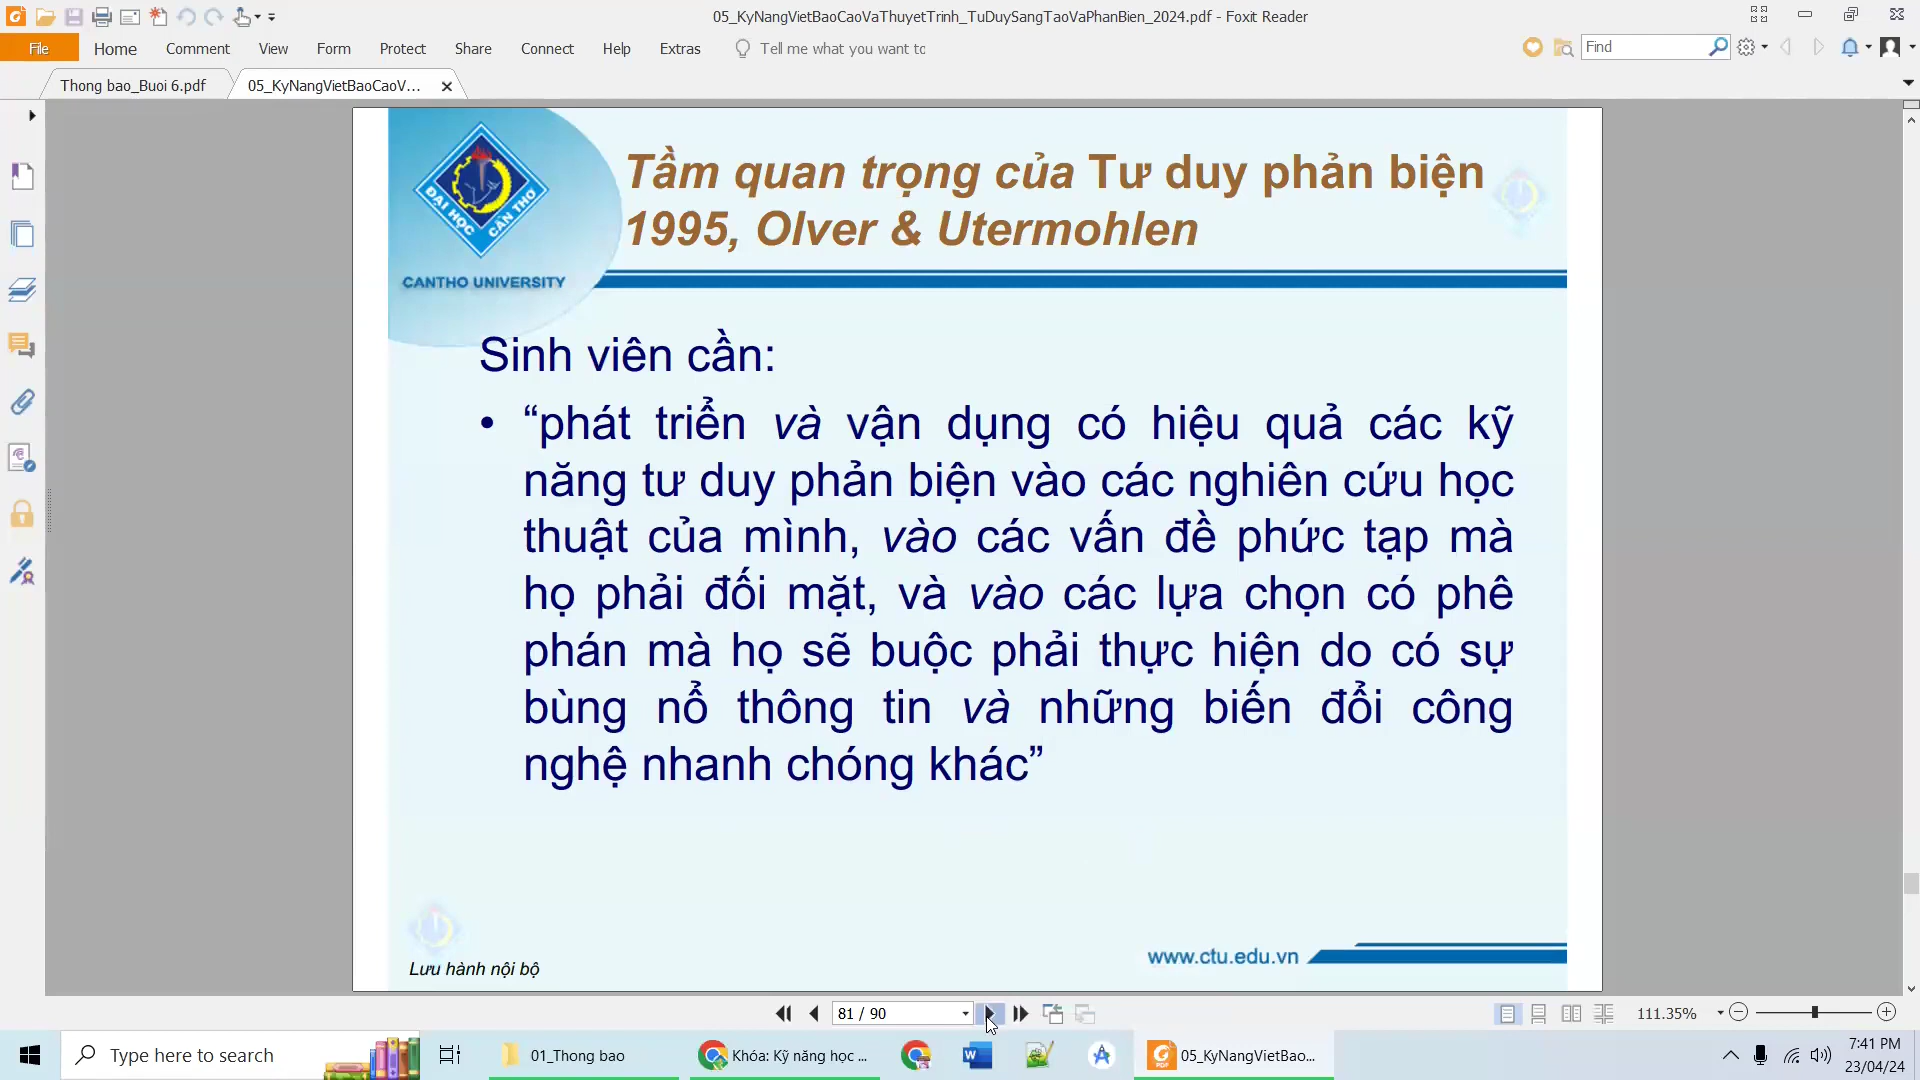 05_KyNangVietBaoCaoVaThuyetTrinh_TuDuySangTaoVaPhanBien_2024.pdf - Foxit Reader
File Home Comment View Form Protect Share Connect Help Extras Tell me what you want to Find
Thong bao_Buoi 6.pdf 05_KyNangVietBaoCaoV...
ĐẠI HỌC CẦN THƠ
CANTHO UNIVERSITY
Tầm quan trọng của Tư duy phản biện
1995, Olver & Utermohlen
Sinh viên cần:
• “phát triển và vận dụng có hiệu quả các kỹ
năng tư duy phản biện vào các nghiên cứu học
thuật của mình, vào các vấn đề phức tạp mà
họ phải đối mặt, và vào các lựa chọn có phê
phán mà họ sẽ buộc phải thực hiện do có sự
bùng nổ thông tin và những biến đổi công
nghệ nhanh chóng khác”
Lưu hành nội bộ
www.ctu.edu.vn
81 / 90
111.35%
Type here to search
01_Thong bao
Khóa: Kỹ năng học ...
05_KyNangVietBao...
7:41 PM
23/04/24